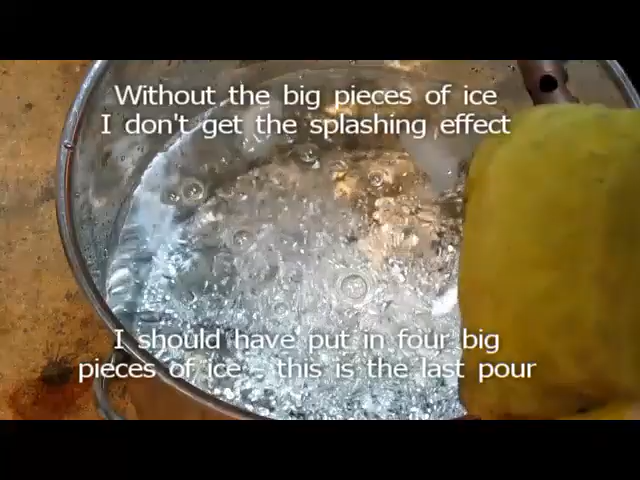 Without the big pieces of ice
I don't get the splashing effect
I should have put in four big
pieces of ice - this is the last pour